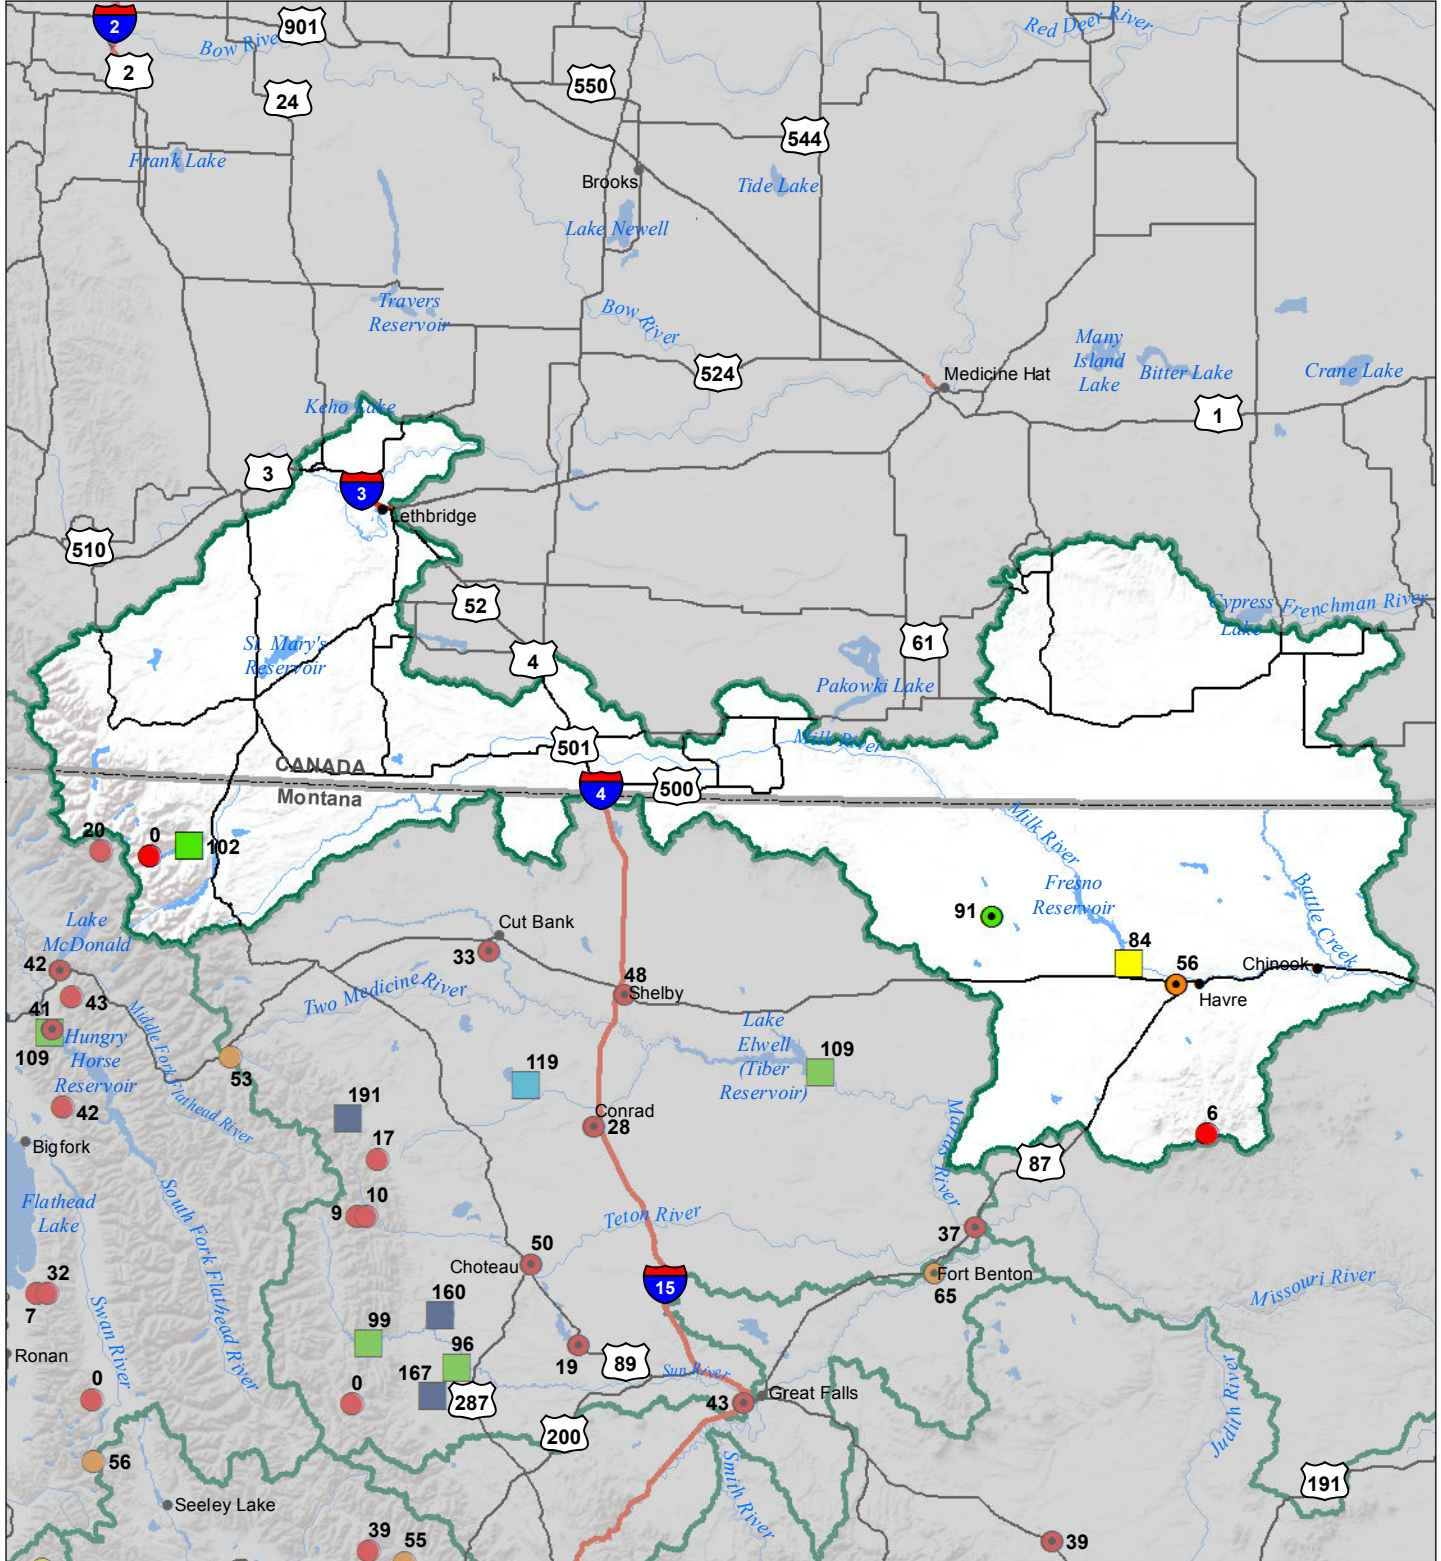 2
901
Bow River
Red Deer River
2
24
550
544
Frank Lake
Brooks
Tide Lake
Lake Newell
Travers
Reservoir
Bow River
524
Many
Island
Lake
Bitter Lake
Crane Lake
Medicine Hat
1
Keho Lake
3
3
Lethbridge
510
52
St. Mary's
Reservoir
4
61
Cypress
Lake
Frenchman River
Pakowki Lake
501
Milk River
CANADA
Montana
4
500
20
0
102
Milk River
Fresno
Reservoir
Battle Creek
91
84
56
Havre
Chinook
Lake
McDonald
Cut Bank
33
42
43
41
109
Hungry
Horse
Reservoir
Middle Fork Flathead River
Two Medicine River
48
Shelby
Lake
Elwell
(Tiber
Reservoir)
109
53
119
191
42
Bigfork
Conrad
28
17
Marias River
6
87
10
9
Flathead
Lake
South Fork Flathead River
Teton River
37
50
Choteau
Fort Benton
65
15
Missouri River
32
7
Swan River
160
99
96
167
19
89
Sun River
Ronan
0
0
287
43
Great Falls
200
Judith River
56
Smith River
191
Seeley Lake
39
55
39